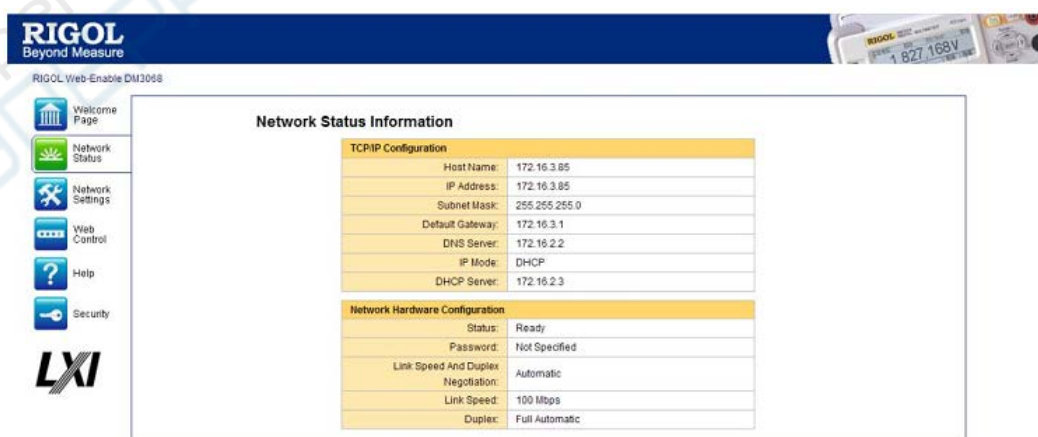 RIGOL
Beyond Measure
RIGOL
1.827,168V
RIGOL Web-Enable DM3068
Welcome Page
Network Status
Network Settings
Web Control
Help
Security
LXI
Network Status Information
TCP/IP Configuration
Host Name: 172.16.3.85
IP Address: 172.16.3.85
Subnet Mask: 255.255.255.0
Default Gateway: 172.16.3.1
DNS Server: 172.16.2.2
IP Mode: DHCP
DHCP Server: 172.16.2.3
Network Hardware Configuration
Status: Ready
Password: Not Specified
Link Speed And Duplex Negotiation: Automatic
Link Speed: 100 Mbps
Duplex: Full Automatic